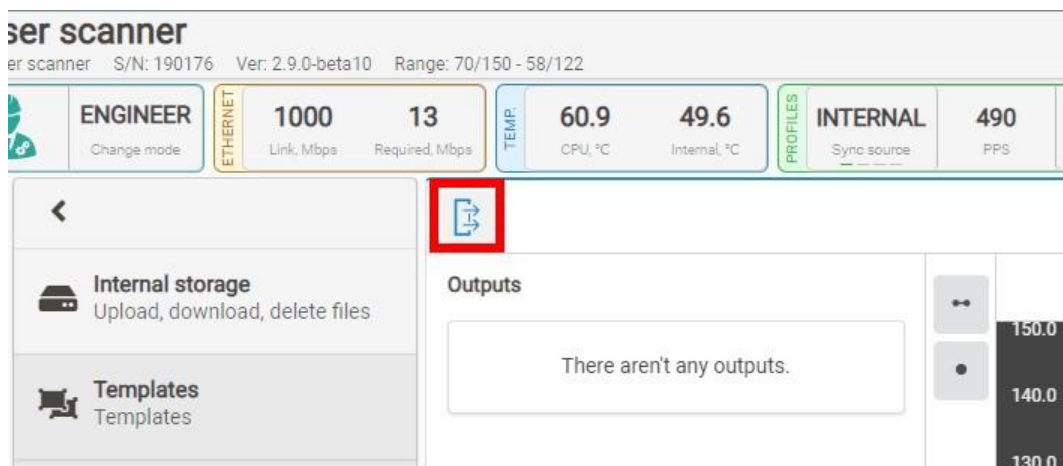 ser scanner
er scanner S/N: 190176 Ver: 2.9.0-beta10 Range: 70/150 - 58/122
ENGINEER
Change mode
ETHERNET
1000
Link, Mbps
13
Required, Mbps
TEMP.
60.9
CPU, °C
49.6
Internal, °C
PROFILES
INTERNAL
Sync source
490
PPS
Internal storage
Upload, download, delete files
Templates
Templates
Outputs
There aren't any outputs.
150.0
140.0
130.0